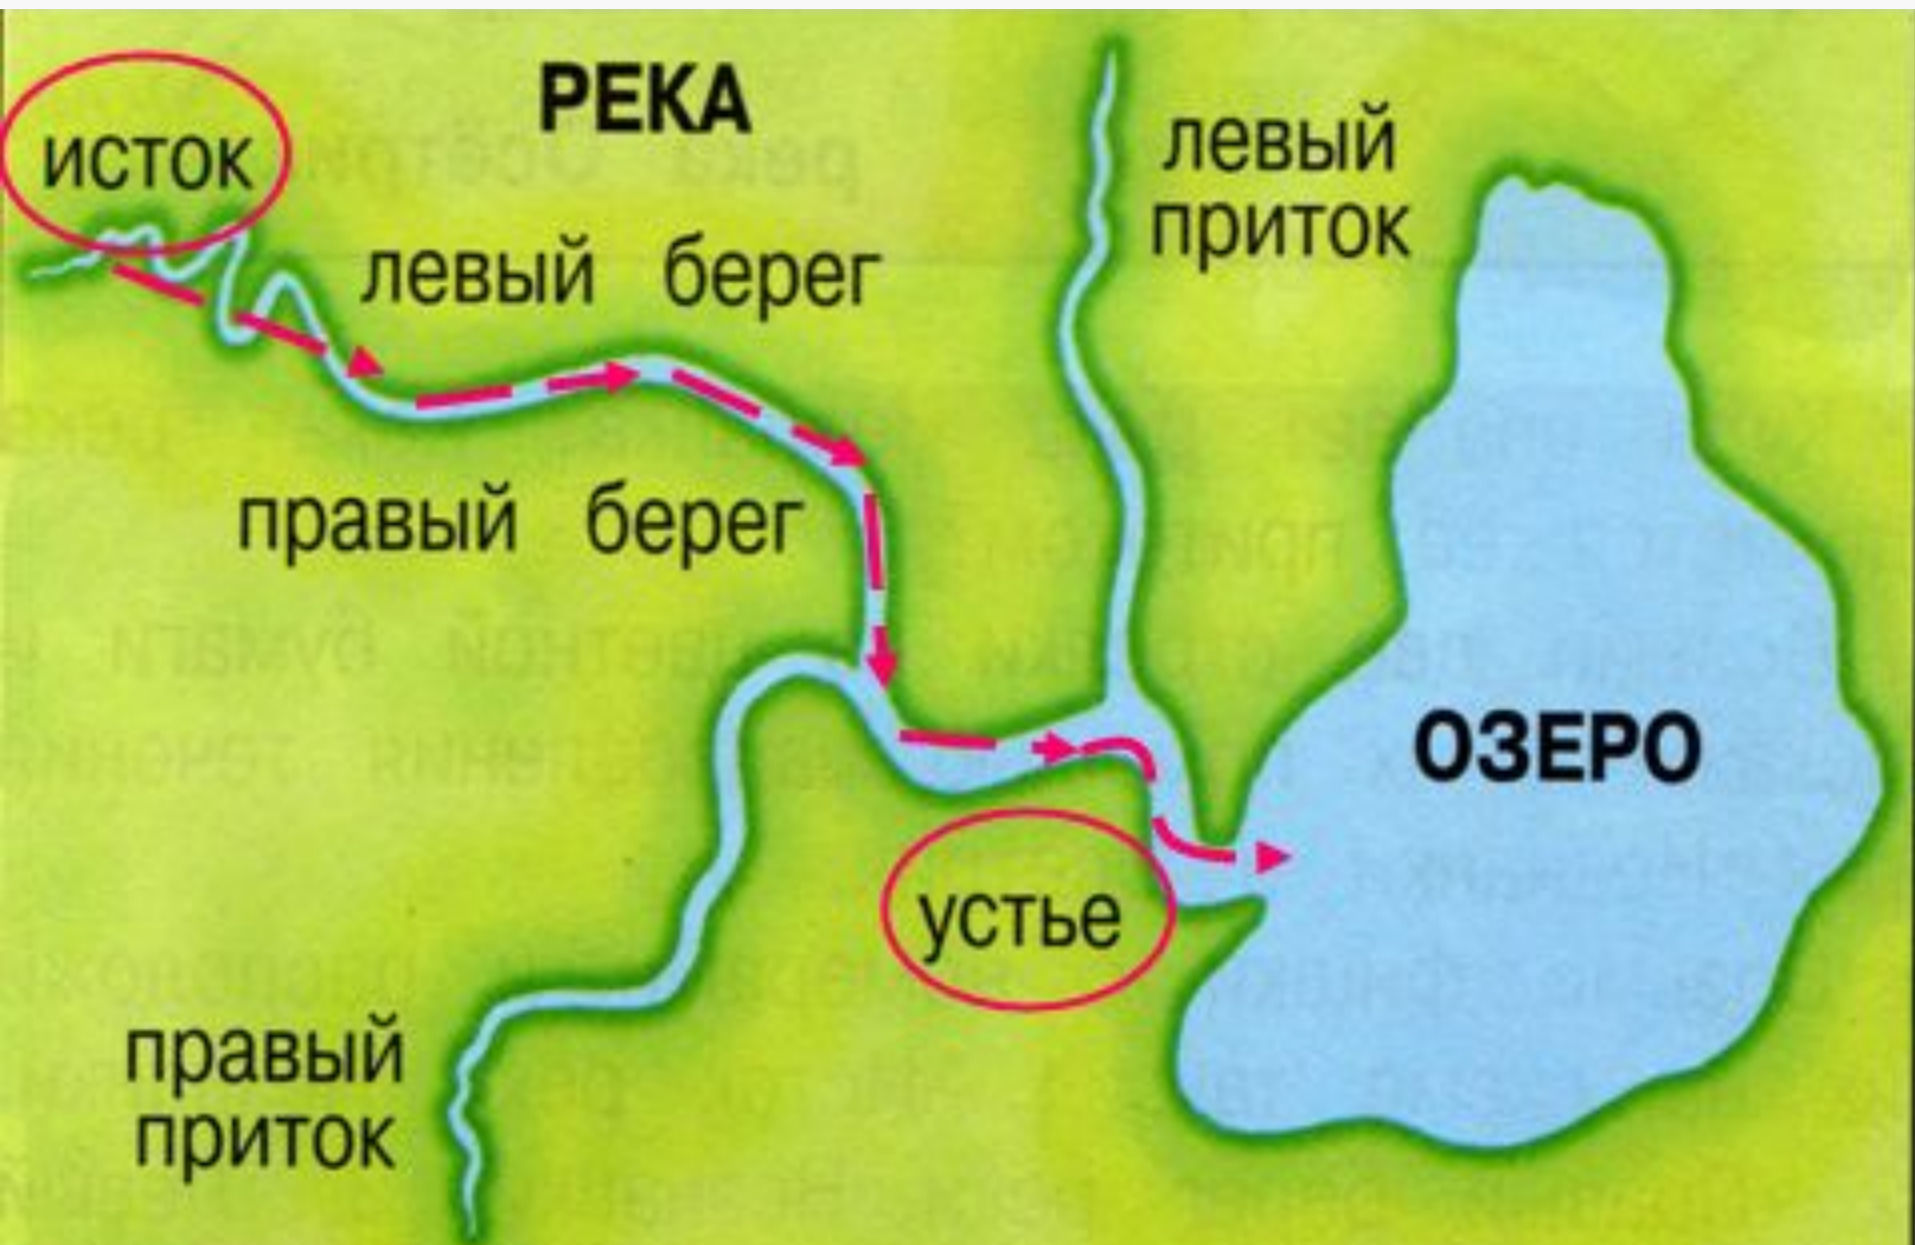 РЕКА
исток
левый берег
левый
приток
правый берег
ОЗЕРО
устье
правый
приток